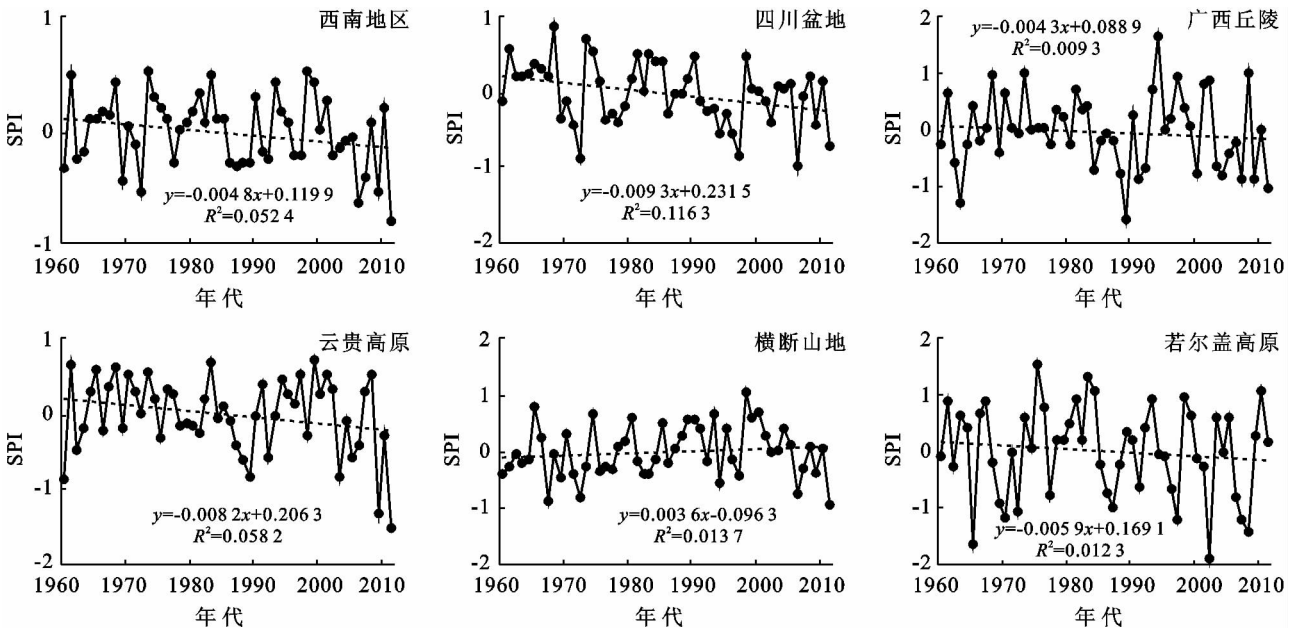 西南地区
1
0
-1
SPI
y=-0.004 8x+0.119 9
R²=0.052 4
1960 1970 1980 1990 2000 2010
年代
四川盆地
1
0
-1
-2
SPI
y=-0.009 3x+0.231 5
R²=0.116 3
1960 1970 1980 1990 2000 2010
年代
广西丘陵
2
1
0
-1
-2
SPI
y=-0.004 3x+0.088 9
R²=0.009 3
1960 1970 1980 1990 2000 2010
年代
云贵高原
1
0
-1
-2
SPI
y=-0.008 2x+0.206 3
R²=0.058 2
1960 1970 1980 1990 2000 2010
年代
横断山地
2
1
0
-1
-2
SPI
y=0.003 6x-0.096 3
R²=0.013 7
1960 1970 1980 1990 2000 2010
年代
若尔盖高原
2
1
0
-1
-2
SPI
y=-0.005 9x+0.169 1
R²=0.012 3
1960 1970 1980 1990 2000 2010
年代